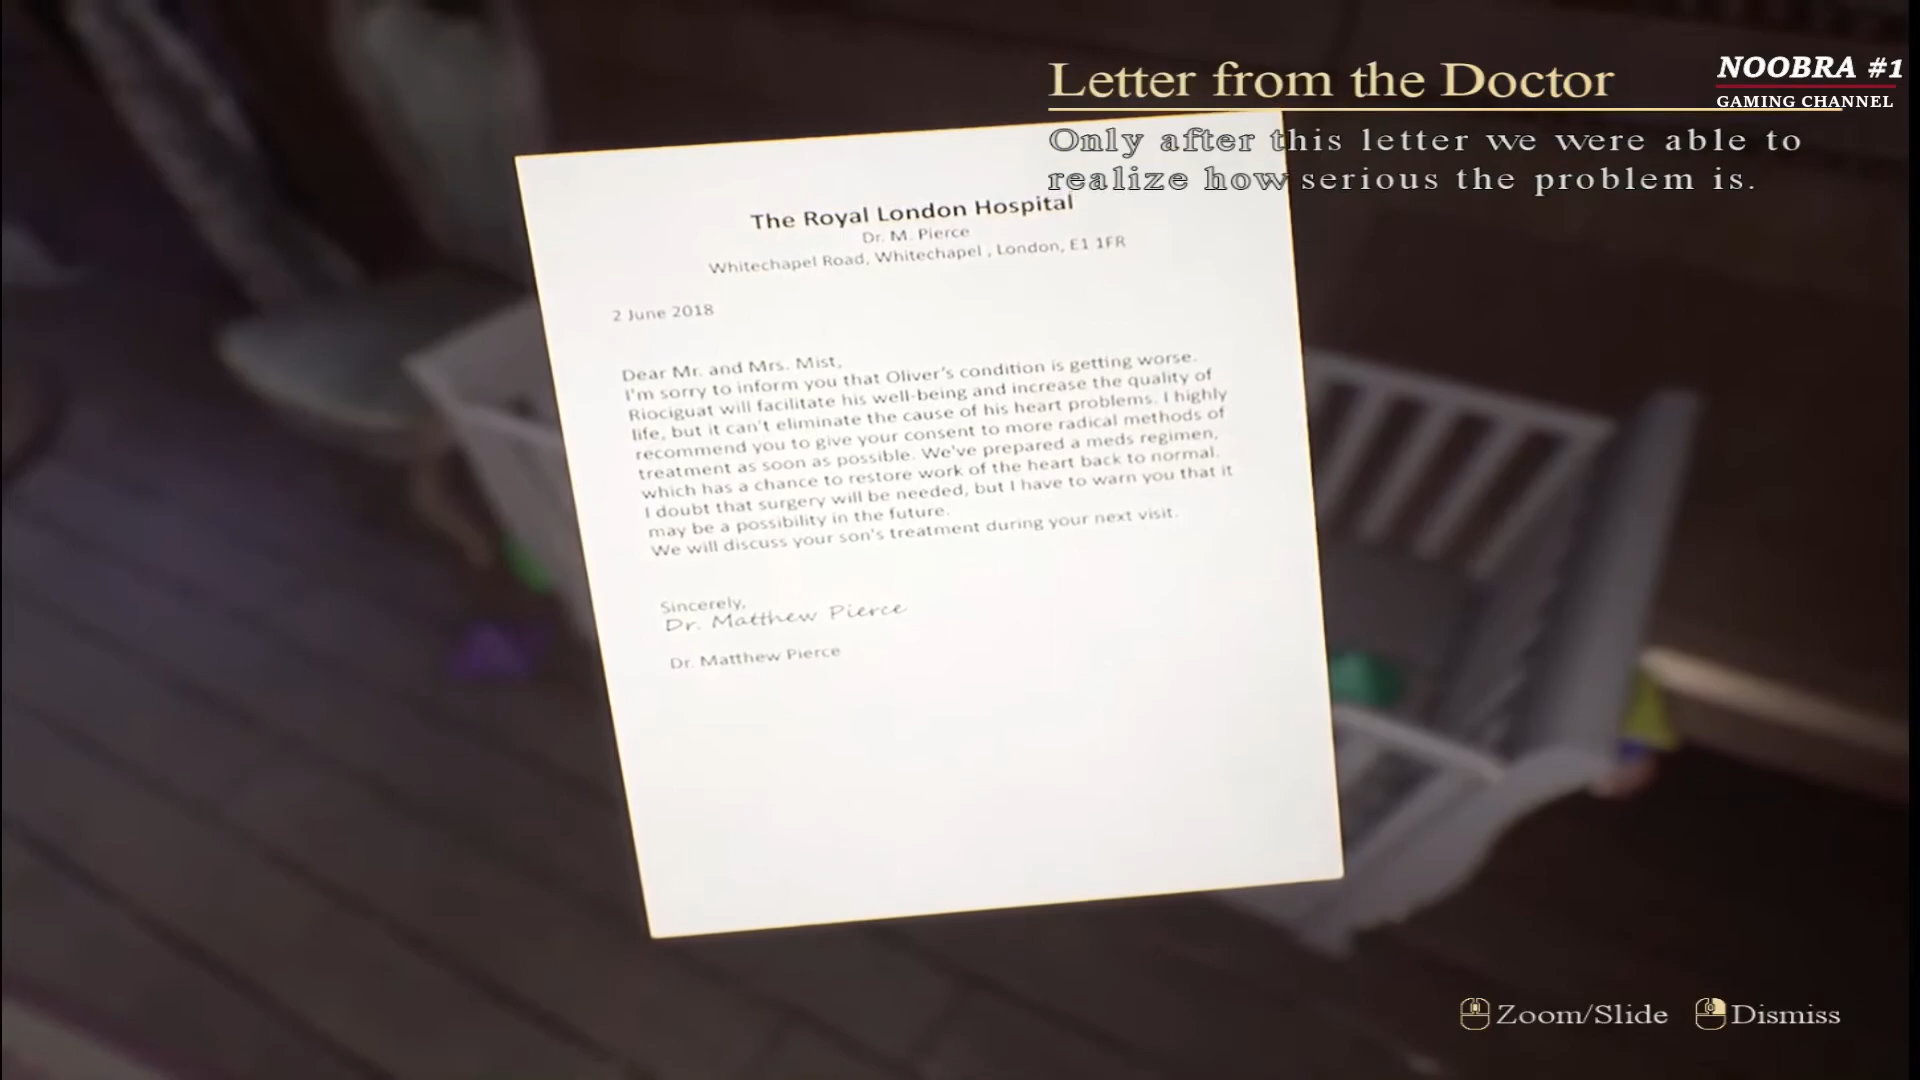 Letter from the Doctor
NOOBRA #1
GAMING CHANNEL
Only after this letter we were able to
realize how serious the problem is.
The Royal London Hospital
Dr. M. Pierce
Whitechapel Road, Whitechapel , London, E1 1FR
2 June 2018
Dear Mr. and Mrs. Mist,
I'm sorry to inform you that Oliver's condition is getting worse.
Riociguat will facilitate his well-being and increase the quality of
life, but it can't eliminate the cause of his heart problems. I highly
recommend you to give your consent to more radical methods of
treatment as soon as possible. We've prepared a meds regimen,
which has a chance to restore work of the heart back to normal.
I doubt that surgery will be needed, but I have to warn you that it
may be a possibility in the future.
We will discuss your son's treatment during your next visit.
Sincerely,
Dr. Matthew Pierce
Dr. Matthew Pierce
Zoom/Slide
Dismiss